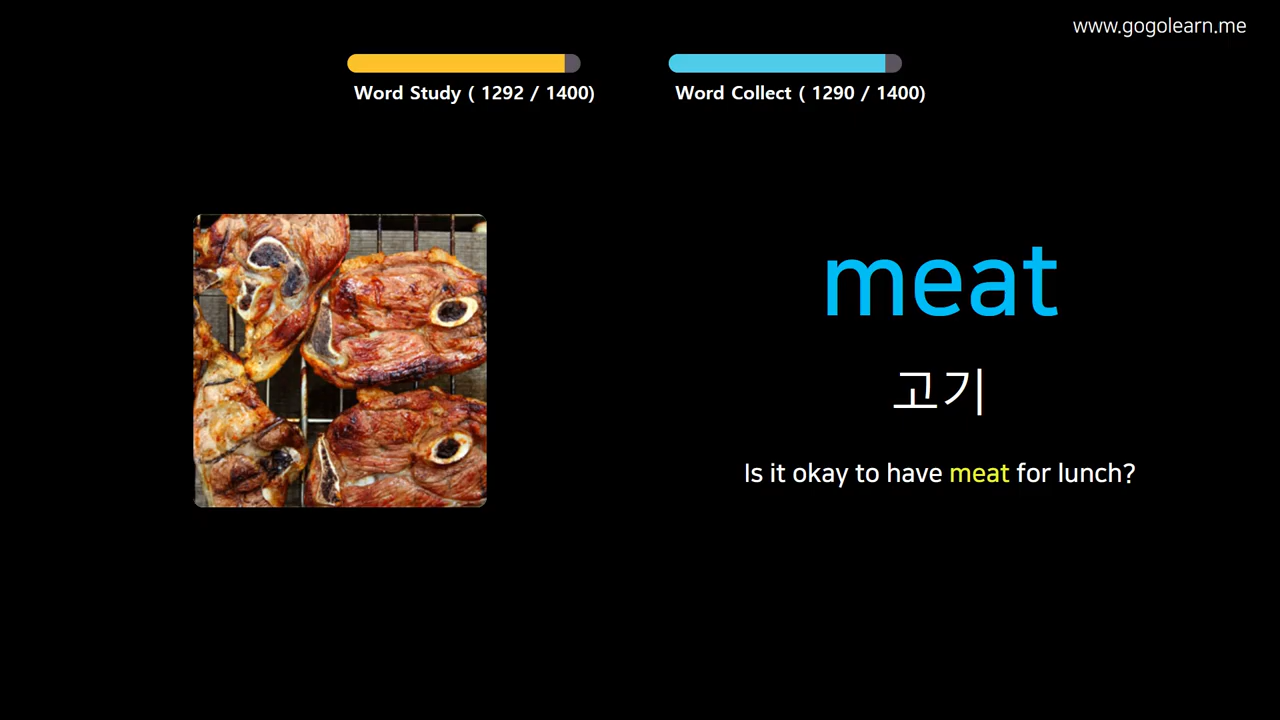 www.gogolearn.me
Word Study ( 1292 / 1400)
Word Collect ( 1290 / 1400)
meat
고기
Is it okay to have meat for lunch?